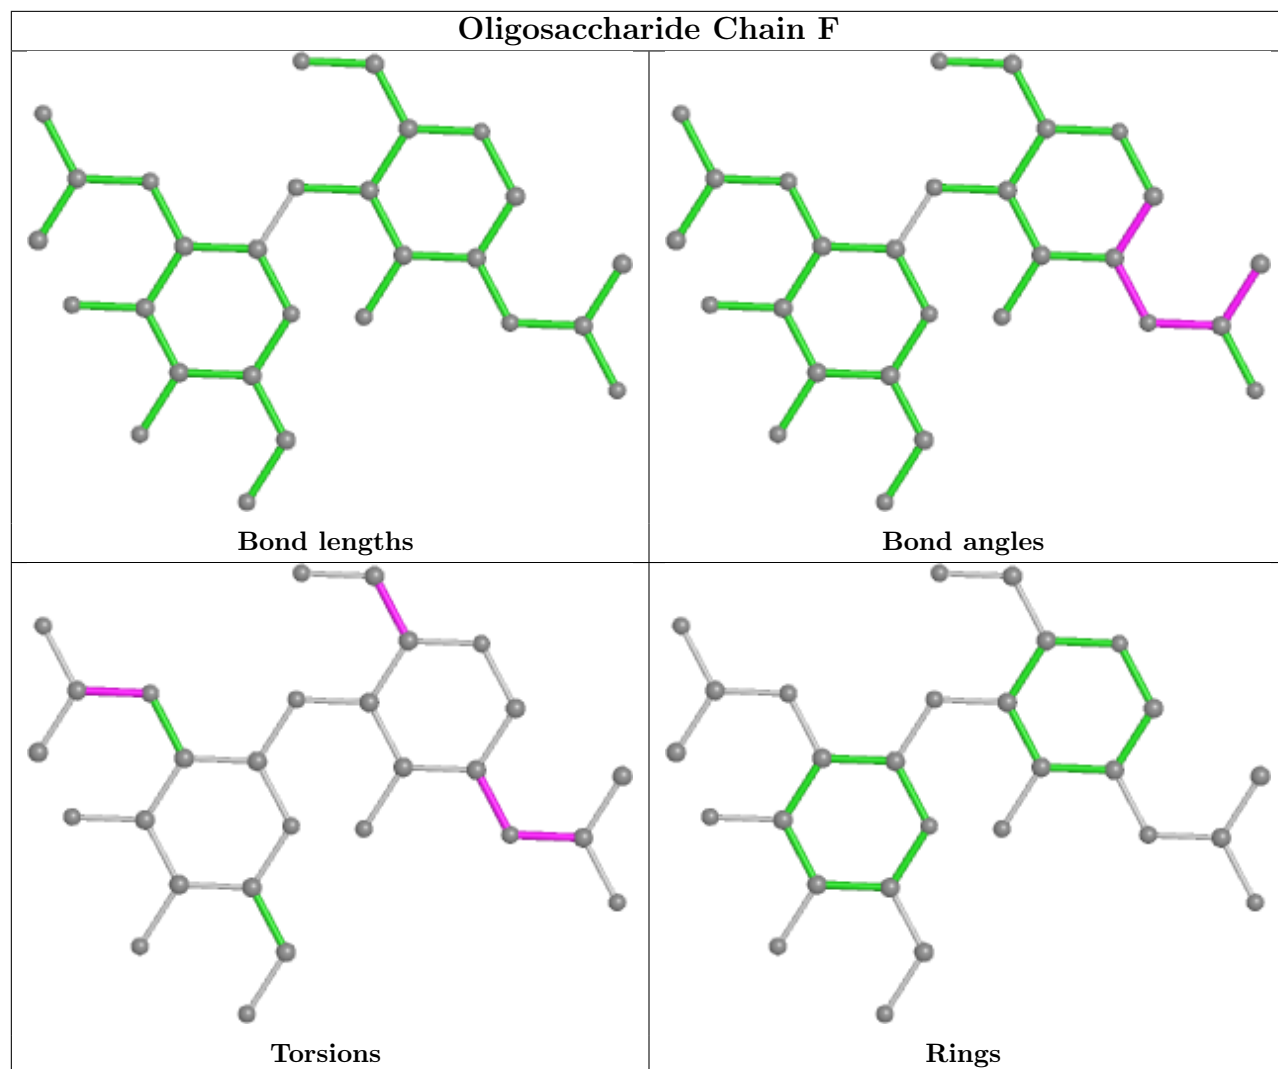 Oligosaccharide Chain F
Bond lengths
Bond angles
Torsions
Rings